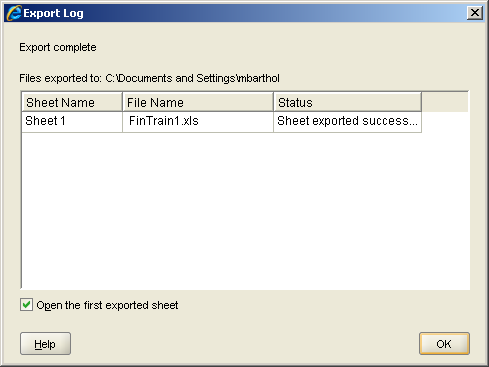 Export Log
Export complete
Files exported to: C:\Documents and Settings\mbarthol
Sheet Name File Name Status
Sheet 1 FinTrain1.xls Sheet exported success...
Open the first exported sheet
Help OK